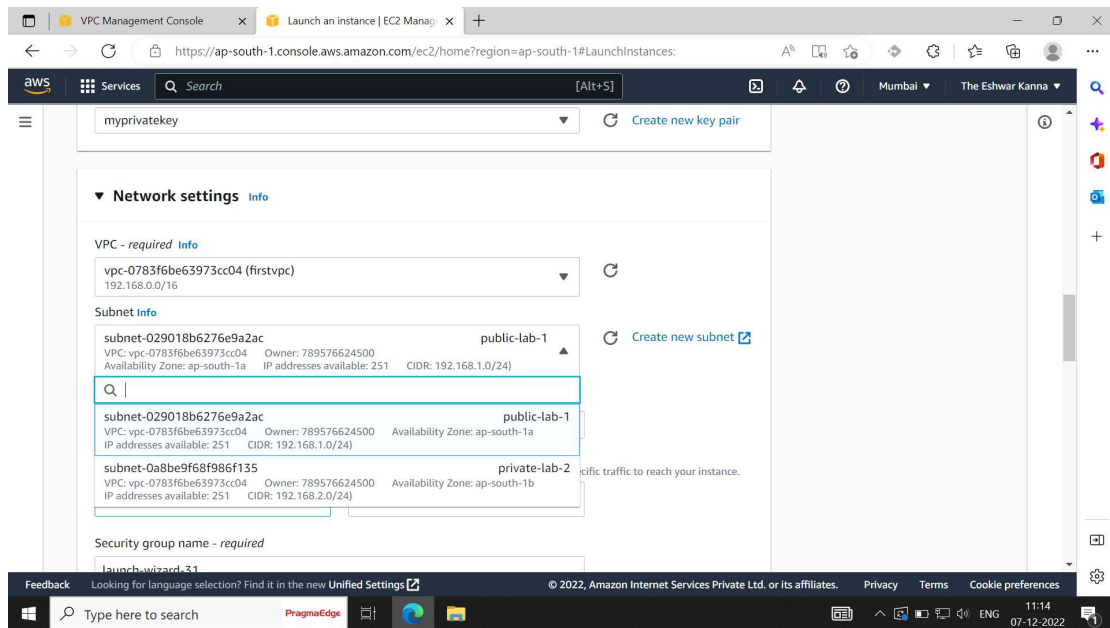 VPC Management Console
Launch an instance | EC2 Manag
https://ap-south-1.console.aws.amazon.com/ec2/home?region=ap-south-1#LaunchInstances:
aws
Services
Search
[Alt+S]
Mumbai
The Eshwar Kanna
myprivatekey
Create new key pair
Network settings Info
VPC - required Info
vpc-0783f6be63973cc04 (firstvpc)
192.168.0.0/16
Subnet Info
subnet-029018b6276e9a2ac public-lab-1
VPC: vpc-0783f6be63973cc04 Owner: 789576624500
Availability Zone: ap-south-1a IP addresses available: 251 CIDR: 192.168.1.0/24)
Create new subnet
subnet-029018b6276e9a2ac public-lab-1
VPC: vpc-0783f6be63973cc04 Owner: 789576624500 Availability Zone: ap-south-1a
IP addresses available: 251 CIDR: 192.168.1.0/24)
subnet-0a8be9f68f986f135 private-lab-2
VPC: vpc-0783f6be63973cc04 Owner: 789576624500 Availability Zone: ap-south-1b
IP addresses available: 251 CIDR: 192.168.2.0/24)
cific traffic to reach your instance.
Security group name - required
launch-wizard-31
Feedback
Looking for language selection? Find it in the new Unified Settings
© 2022, Amazon Internet Services Private Ltd. or its affiliates.
Privacy
Terms
Cookie preferences
Type here to search
PragmaEdge
ENG
11:14
07-12-2022